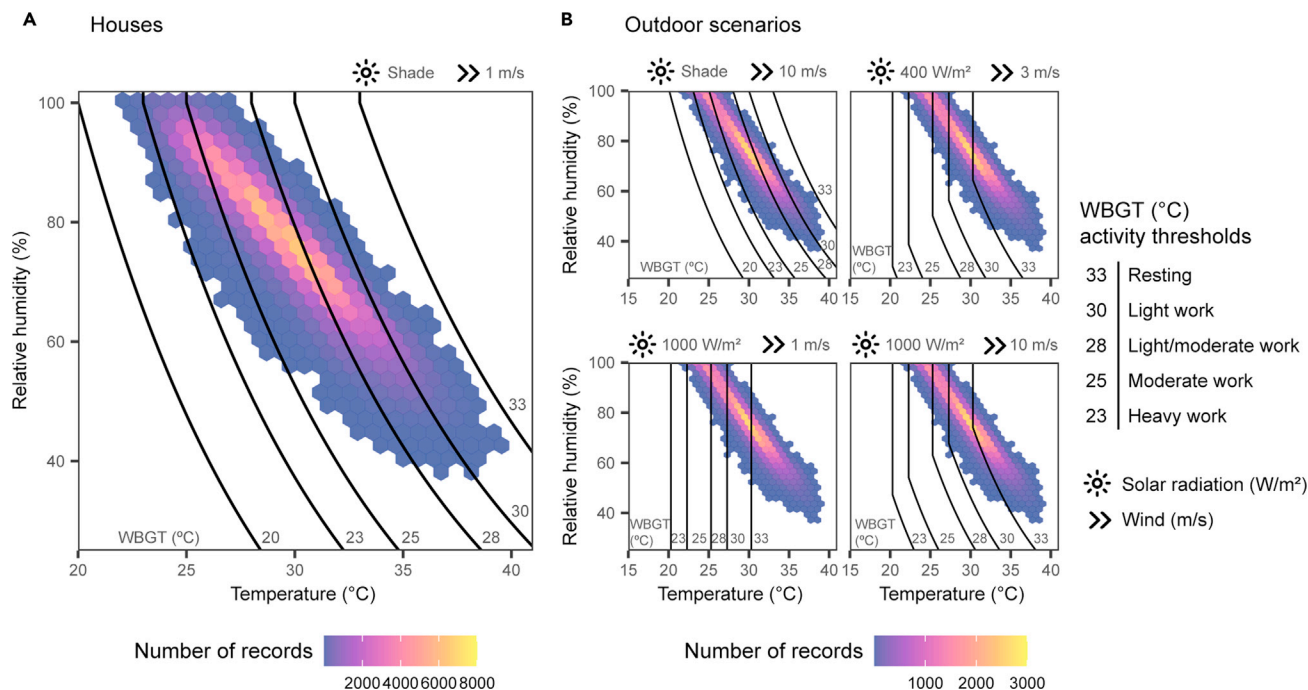 A Houses
Shade 1 m/s
Relative humidity (%)
100
80
60
40
33
30
WBGT (ºC) 20 23 25 28
20 25 30 35 40
Temperature (°C)
Number of records
2000 4000 6000 8000
B Outdoor scenarios
Shade 10 m/s
400 W/m² 3 m/s
Relative humidity (%)
100
80
60
40
33
30
28
WBGT (ºC) 20 23 25
15 20 25 30 35 40
WBGT
(ºC) 23 25 28 30 33
15 20 25 30 35 40
1000 W/m² 1 m/s
1000 W/m² 10 m/s
Relative humidity (%)
100
80
60
40
WBGT
(ºC) 23 25 28 30 33
15 20 25 30 35 40
Temperature (°C)
WBGT
(ºC) 23 25 28 30 33
15 20 25 30 35 40
Temperature (°C)
Number of records
1000 2000 3000
WBGT (°C)
activity thresholds
33 Resting
30 Light work
28 Light/moderate work
25 Moderate work
23 Heavy work
Solar radiation (W/m²)
Wind (m/s)